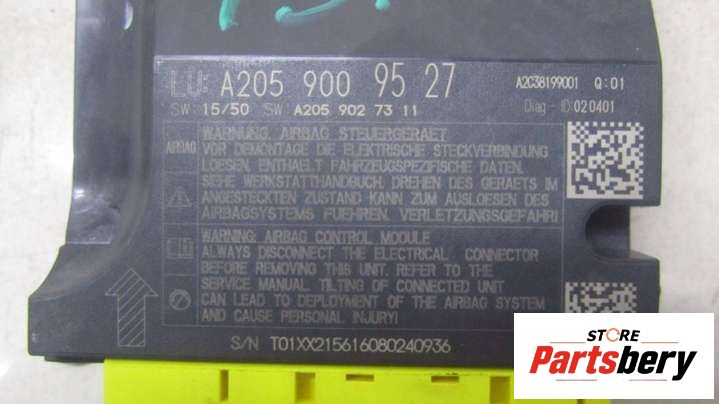 LU: A205 900 95 27
A2C38199001 Q:01
SW: 15/50 SW: A205 902 73 11
Diag - ID:020401
AIRBAG
WARNUNG: AIRBAG STEUERGERAET
VOR DEMONTAGE DIE ELEKTRISCHE STECKVERBINDUNG
LOESEN. ENTHAELT FAHRZEUGSPEZIFISCHE DATEN.
SIEHE WERKSTATTHANDBUCH. DREHEN DES GERAETS IM
ANGESTECKTEN ZUSTAND KANN ZUM AUSLOESEN DES
AIRBAGSYSTEMS FUEHREN. VERLETZUNGSGEFAHR!
WARNING: AIRBAG CONTROL MODULE
ALWAYS DISCONNECT THE ELECTRICAL CONNECTOR
BEFORE REMOVING THIS UNIT. REFER TO THE
SERVICE MANUAL. TILTING OF CONNECTED UNIT
CAN LEAD TO DEPLOYMENT OF THE AIRBAG SYSTEM
AND CAUSE PERSONAL INJURY!
S/N T01XX215616080240936
STORE
Partsbery